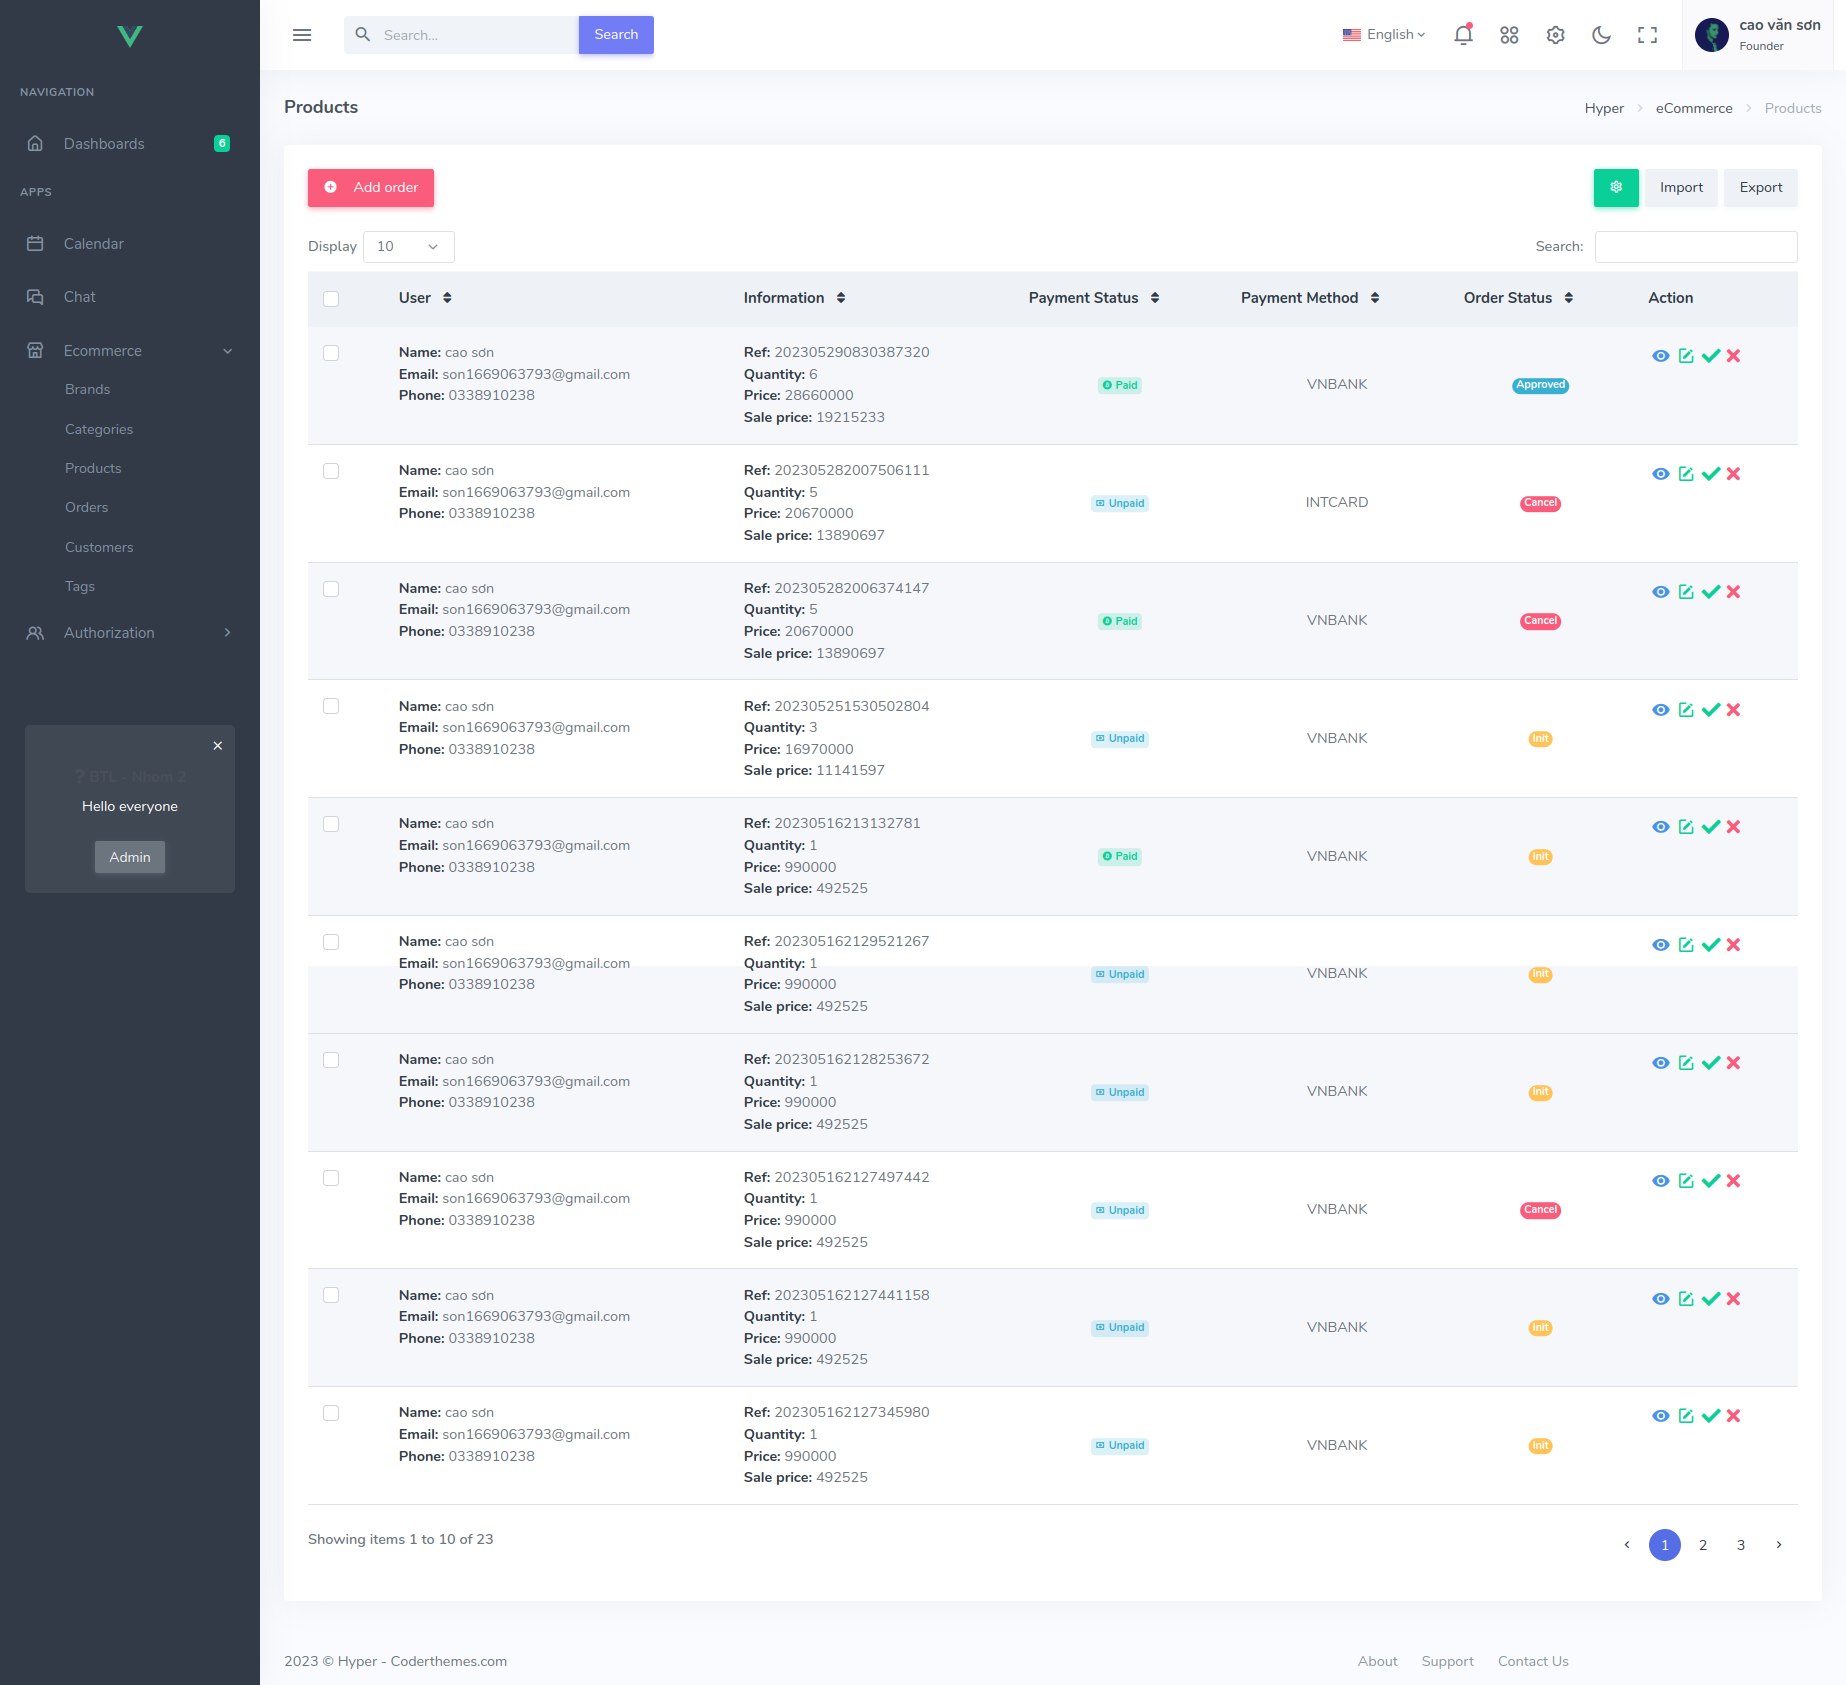 Search...
Search
English
cao văn sơn
Founder
NAVIGATION
Dashboards
6
APPS
Calendar
Chat
Ecommerce
Brands
Categories
Products
Orders
Customers
Tags
Authorization
? BTL - Nhom 2
Hello everyone
Admin
Products
Hyper > eCommerce > Products
Add order
Import
Export
Display 10
Search:
User Information Payment Status Payment Method Order Status Action
Name: cao sơn
Email: son1669063793@gmail.com
Phone: 0338910238
Ref: 202305290830387320
Quantity: 6
Price: 28660000
Sale price: 19215233
Paid
VNBANK
Approved
Name: cao sơn
Email: son1669063793@gmail.com
Phone: 0338910238
Ref: 202305282007506111
Quantity: 5
Price: 20670000
Sale price: 13890697
Unpaid
INTCARD
Cancel
Name: cao sơn
Email: son1669063793@gmail.com
Phone: 0338910238
Ref: 202305282006374147
Quantity: 5
Price: 20670000
Sale price: 13890697
Paid
VNBANK
Cancel
Name: cao sơn
Email: son1669063793@gmail.com
Phone: 0338910238
Ref: 202305251530502804
Quantity: 3
Price: 16970000
Sale price: 11141597
Unpaid
VNBANK
Init
Name: cao sơn
Email: son1669063793@gmail.com
Phone: 0338910238
Ref: 20230516213132781
Quantity: 1
Price: 990000
Sale price: 492525
Paid
VNBANK
Init
Name: cao sơn
Email: son1669063793@gmail.com
Phone: 0338910238
Ref: 202305162129521267
Quantity: 1
Price: 990000
Sale price: 492525
Unpaid
VNBANK
Init
Name: cao sơn
Email: son1669063793@gmail.com
Phone: 0338910238
Ref: 202305162128253672
Quantity: 1
Price: 990000
Sale price: 492525
Unpaid
VNBANK
Init
Name: cao sơn
Email: son1669063793@gmail.com
Phone: 0338910238
Ref: 202305162127497442
Quantity: 1
Price: 990000
Sale price: 492525
Unpaid
VNBANK
Cancel
Name: cao sơn
Email: son1669063793@gmail.com
Phone: 0338910238
Ref: 202305162127441158
Quantity: 1
Price: 990000
Sale price: 492525
Unpaid
VNBANK
Init
Name: cao sơn
Email: son1669063793@gmail.com
Phone: 0338910238
Ref: 202305162127345980
Quantity: 1
Price: 990000
Sale price: 492525
Unpaid
VNBANK
Init
Showing items 1 to 10 of 23
‹ 1 2 3 ›
2023 © Hyper - Coderthemes.com
About Support Contact Us